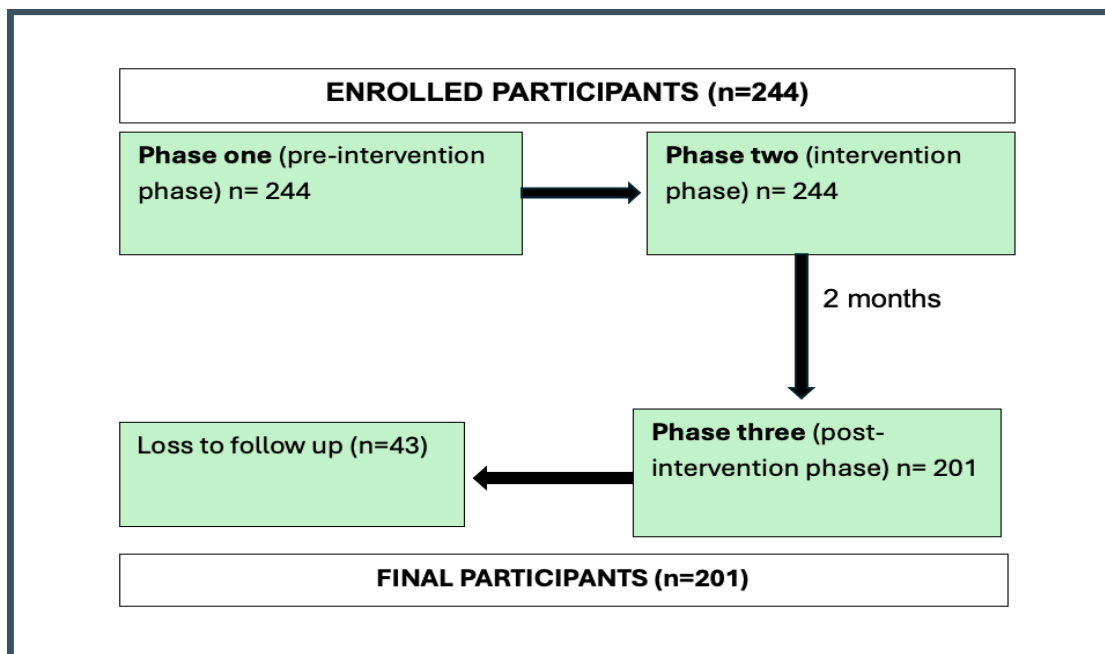 ENROLLED PARTICIPANTS (n=244)
Phase one (pre-intervention
phase) n= 244
Phase two (intervention
phase) n= 244
2 months
Phase three (post-
intervention phase) n= 201
Loss to follow up (n=43)
FINAL PARTICIPANTS (n=201)